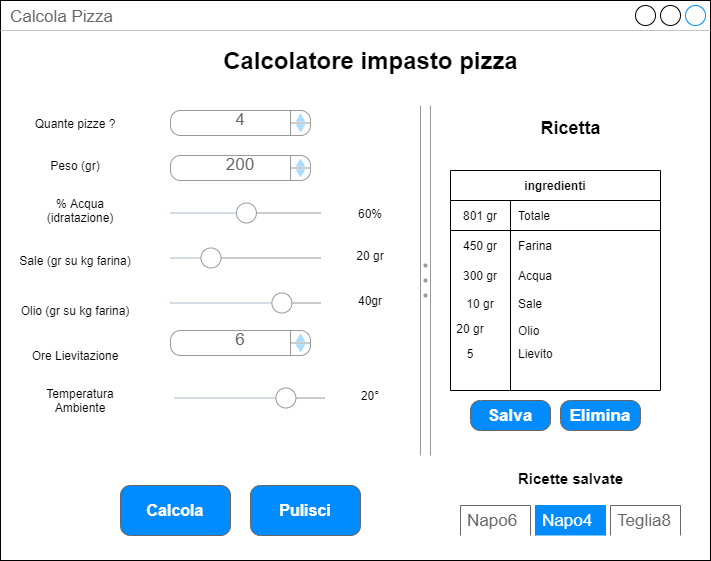 Calcola Pizza
Calcolatore impasto pizza
Quante pizze ?
4
Peso (gr)
200
% Acqua
(idratazione)
60%
Sale (gr su kg farina)
20 gr
Olio (gr su kg farina)
40gr
Ore Lievitazione
6
Temperatura
Ambiente
20°
Calcola
Pulisci
Ricetta
ingredienti
801 gr Totale
450 gr Farina
300 gr Acqua
10 gr Sale
20 gr Olio
5 Lievito
Salva
Elimina
Ricette salvate
Napo6 Napo4 Teglia8